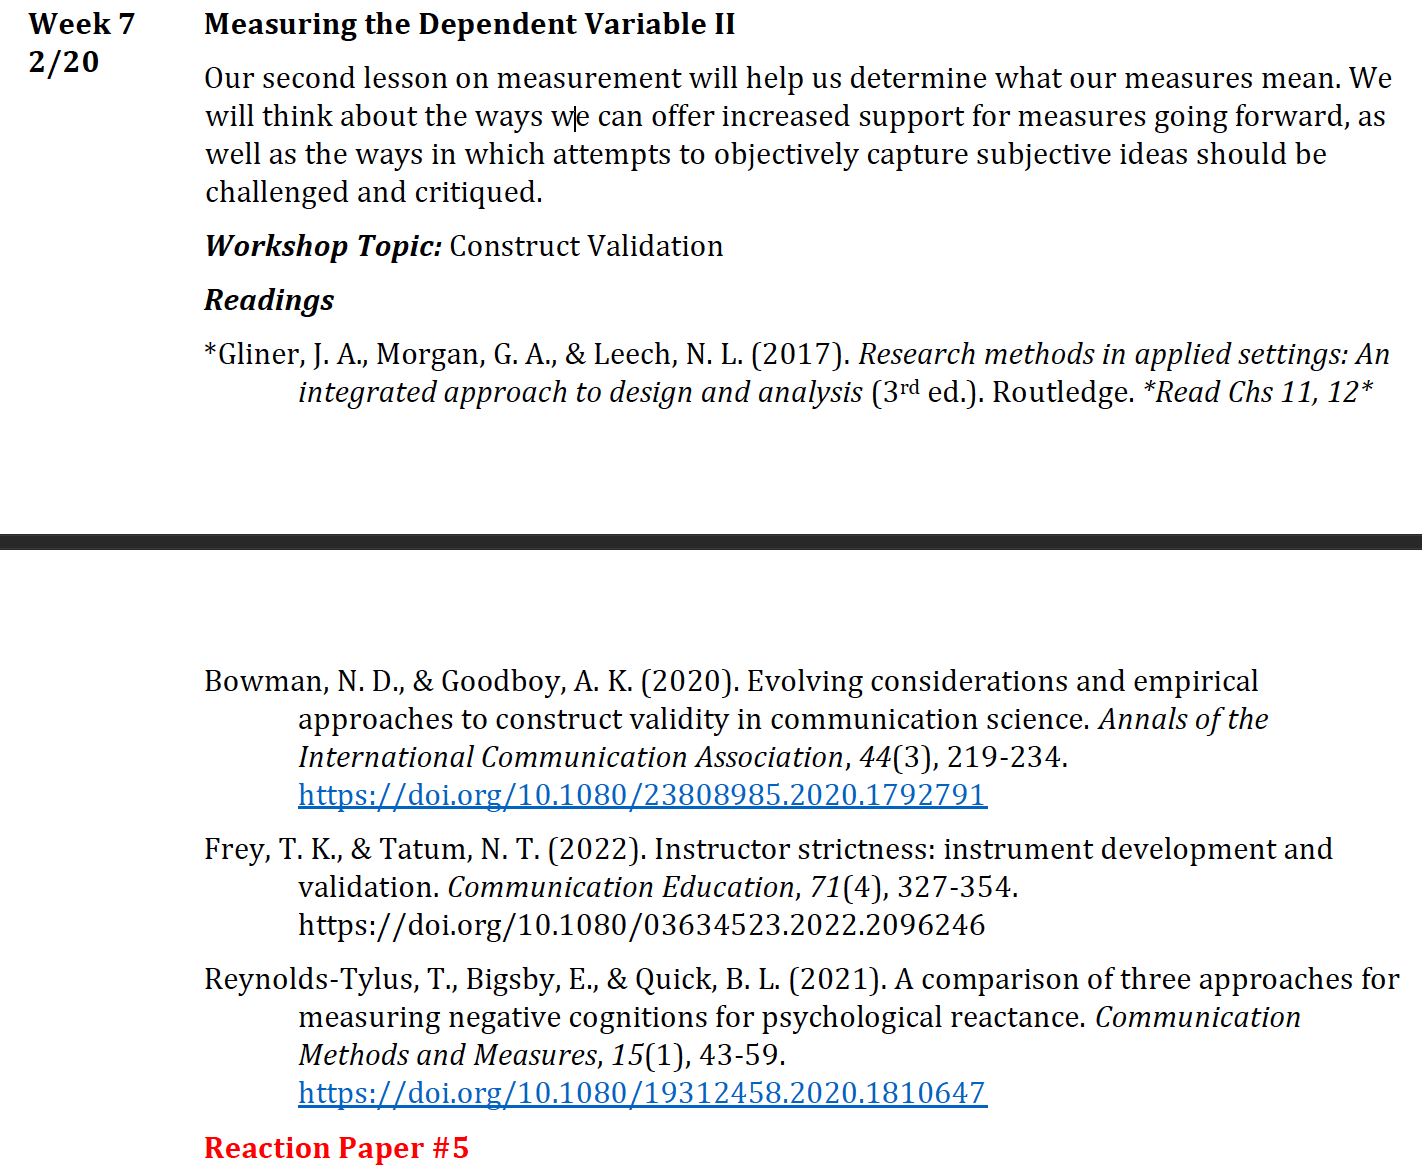 Week 7
2/20
Measuring the Dependent Variable II
Our second lesson on measurement will help us determine what our measures mean. We
will think about the ways we can offer increased support for measures going forward, as
well as the ways in which attempts to objectively capture subjective ideas should be
challenged and critiqued.
Workshop Topic: Construct Validation
Readings
*Gliner, J. A., Morgan, G. A., & Leech, N. L. (2017). Research methods in applied settings: An
integrated approach to design and analysis (3rd ed.). Routledge. *Read Chs 11, 12*
Bowman, N. D., & Goodboy, A. K. (2020). Evolving considerations and empirical
approaches to construct validity in communication science. Annals of the
International Communication Association, 44(3), 219-234.
https://doi.org/10.1080/23808985.2020.1792791
Frey, T. K., & Tatum, N. T. (2022). Instructor strictness: instrument development and
validation. Communication Education, 71(4), 327-354.
https://doi.org/10.1080/03634523.2022.2096246
Reynolds-Tylus, T., Bigsby, E., & Quick, B. L. (2021). A comparison of three approaches for
measuring negative cognitions for psychological reactance. Communication
Methods and Measures, 15(1), 43-59.
https://doi.org/10.1080/19312458.2020.1810647
Reaction Paper #5